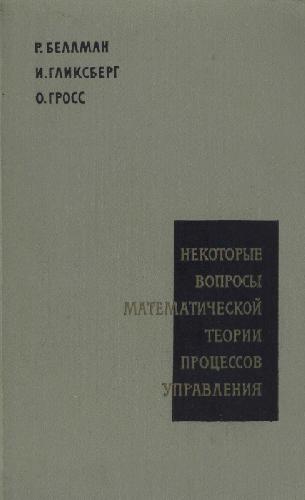 Р. БЕЛЛМАН
И. ГЛИКСБЕРГ
О. ГРОСС
НЕКОТОРЫЕ
ВОПРОСЫ
МАТЕМАТИЧЕСКОЙ
ТЕОРИИ
ПРОЦЕССОВ
УПРАВЛЕНИЯ